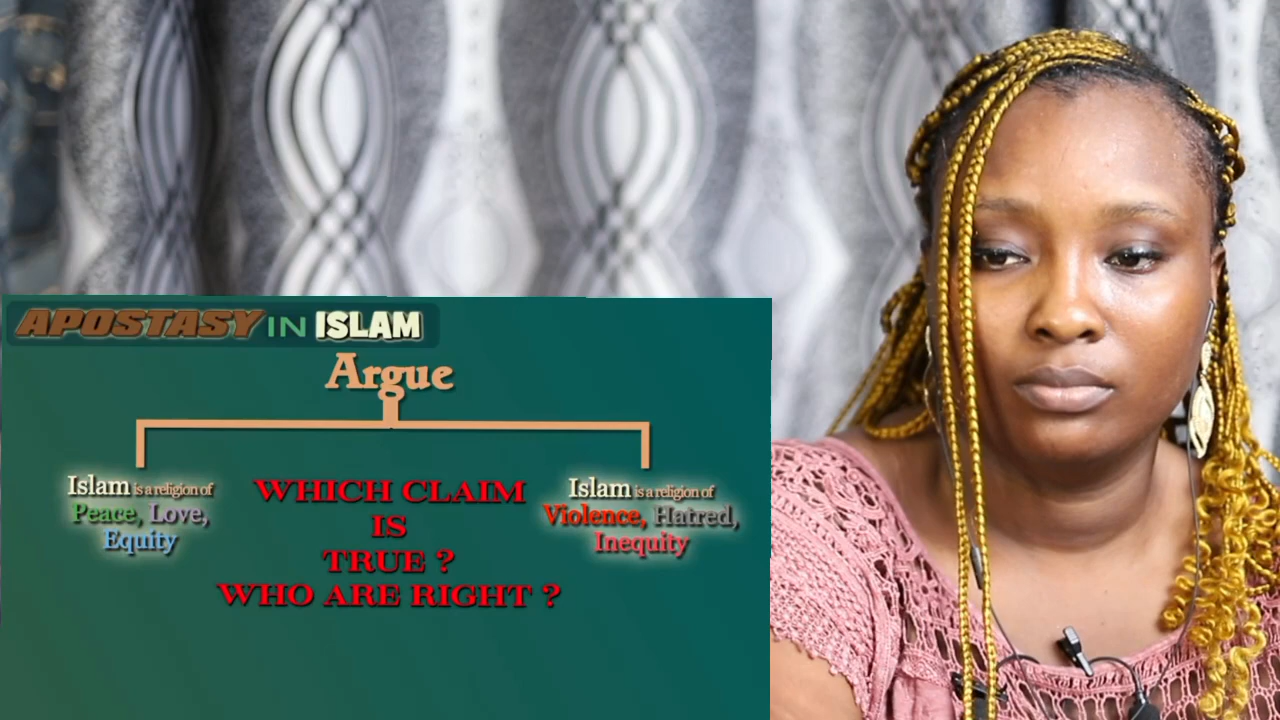 APOSTASY IN ISLAM
Argue
Islam is a religion of
Peace, Love,
Equity
WHICH CLAIM
IS
TRUE ?
WHO ARE RIGHT ?
Islam is a religion of
Violence, Hatred,
Inequity